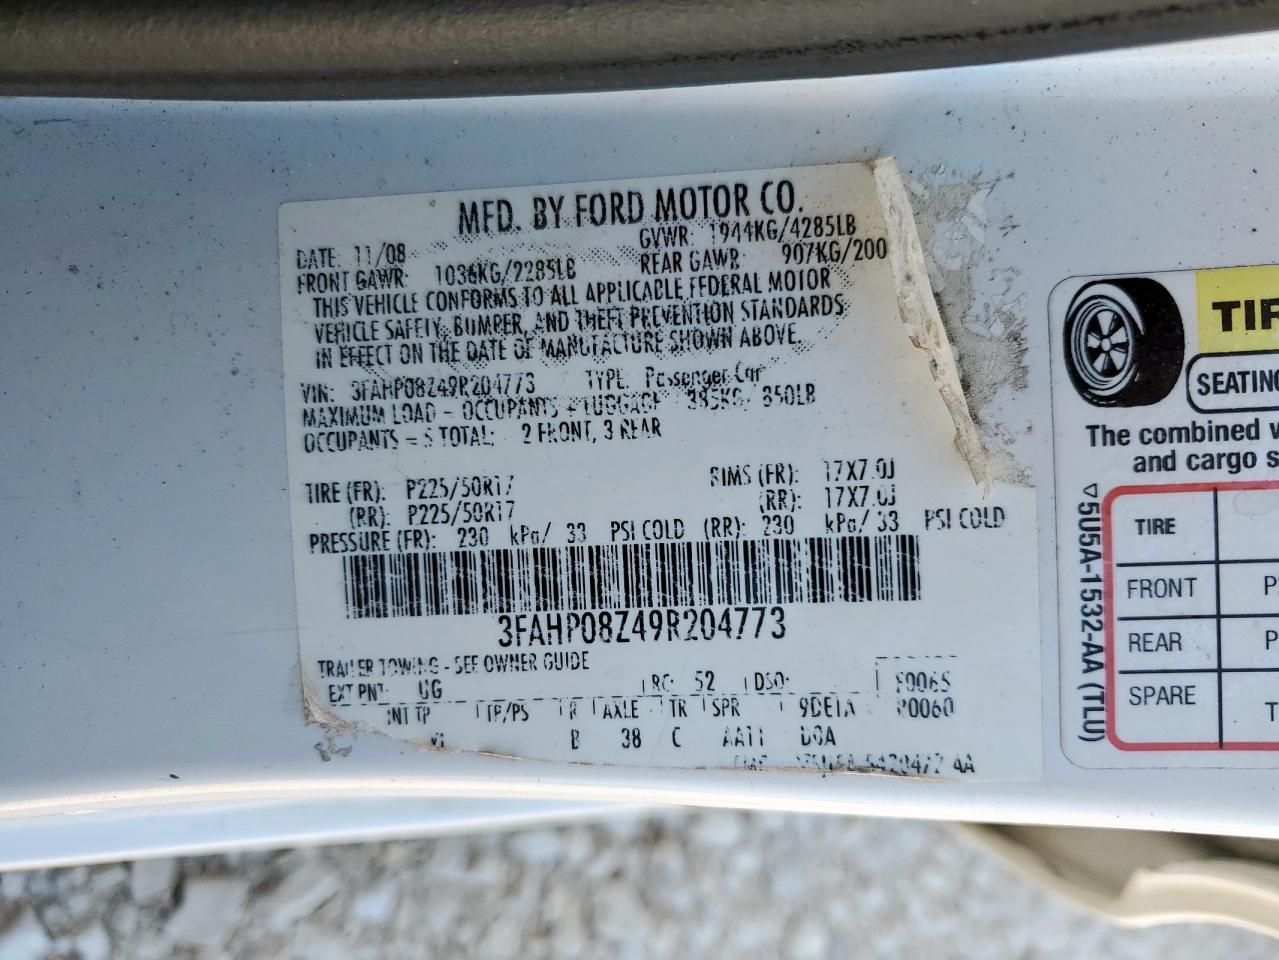 MFD. BY FORD MOTOR CO.
DATE: 11/08 GVWR: 1944KG/4285LB
FRONT GAWR: 1036KG/2285LB REAR GAWR: 907KG/200
THIS VEHICLE CONFORMS TO ALL APPLICABLE FEDERAL MOTOR
VEHICLE SAFETY, BUMPER, AND THEFT PREVENTION STANDARDS
IN EFFECT ON THE DATE OF MANUFACTURE SHOWN ABOVE.
VIN: 3FAHP08Z49R204773 TYPE: Passenger Car
MAXIMUM LOAD = OCCUPANTS + LUGGAGE = 385KG/ 850LB
OCCUPANTS = 5 TOTAL: 2 FRONT, 3 REAR
TIRE (FR): P225/50R17 RIMS (FR): 17X7.0J
(RR): P225/50R17 (RR): 17X7.0J
PRESSURE (FR): 230 kPa/ 33 PSI COLD (RR): 230 kPa/ 33 PSI COLD
3FAHP08Z49R204773
TRAILER TOWING - SEE OWNER GUIDE
EXT PNT: UG RC: 52 DSO: F0065
INT TR TP/PS R AXLE TR SPR 9DE1A R0060
B 38 C AA11 DOA
TIR
SEATING
The combined w
and cargo s
TIRE
FRONT P
REAR P
SPARE T
▽5U5A-1532-AA (TLU)